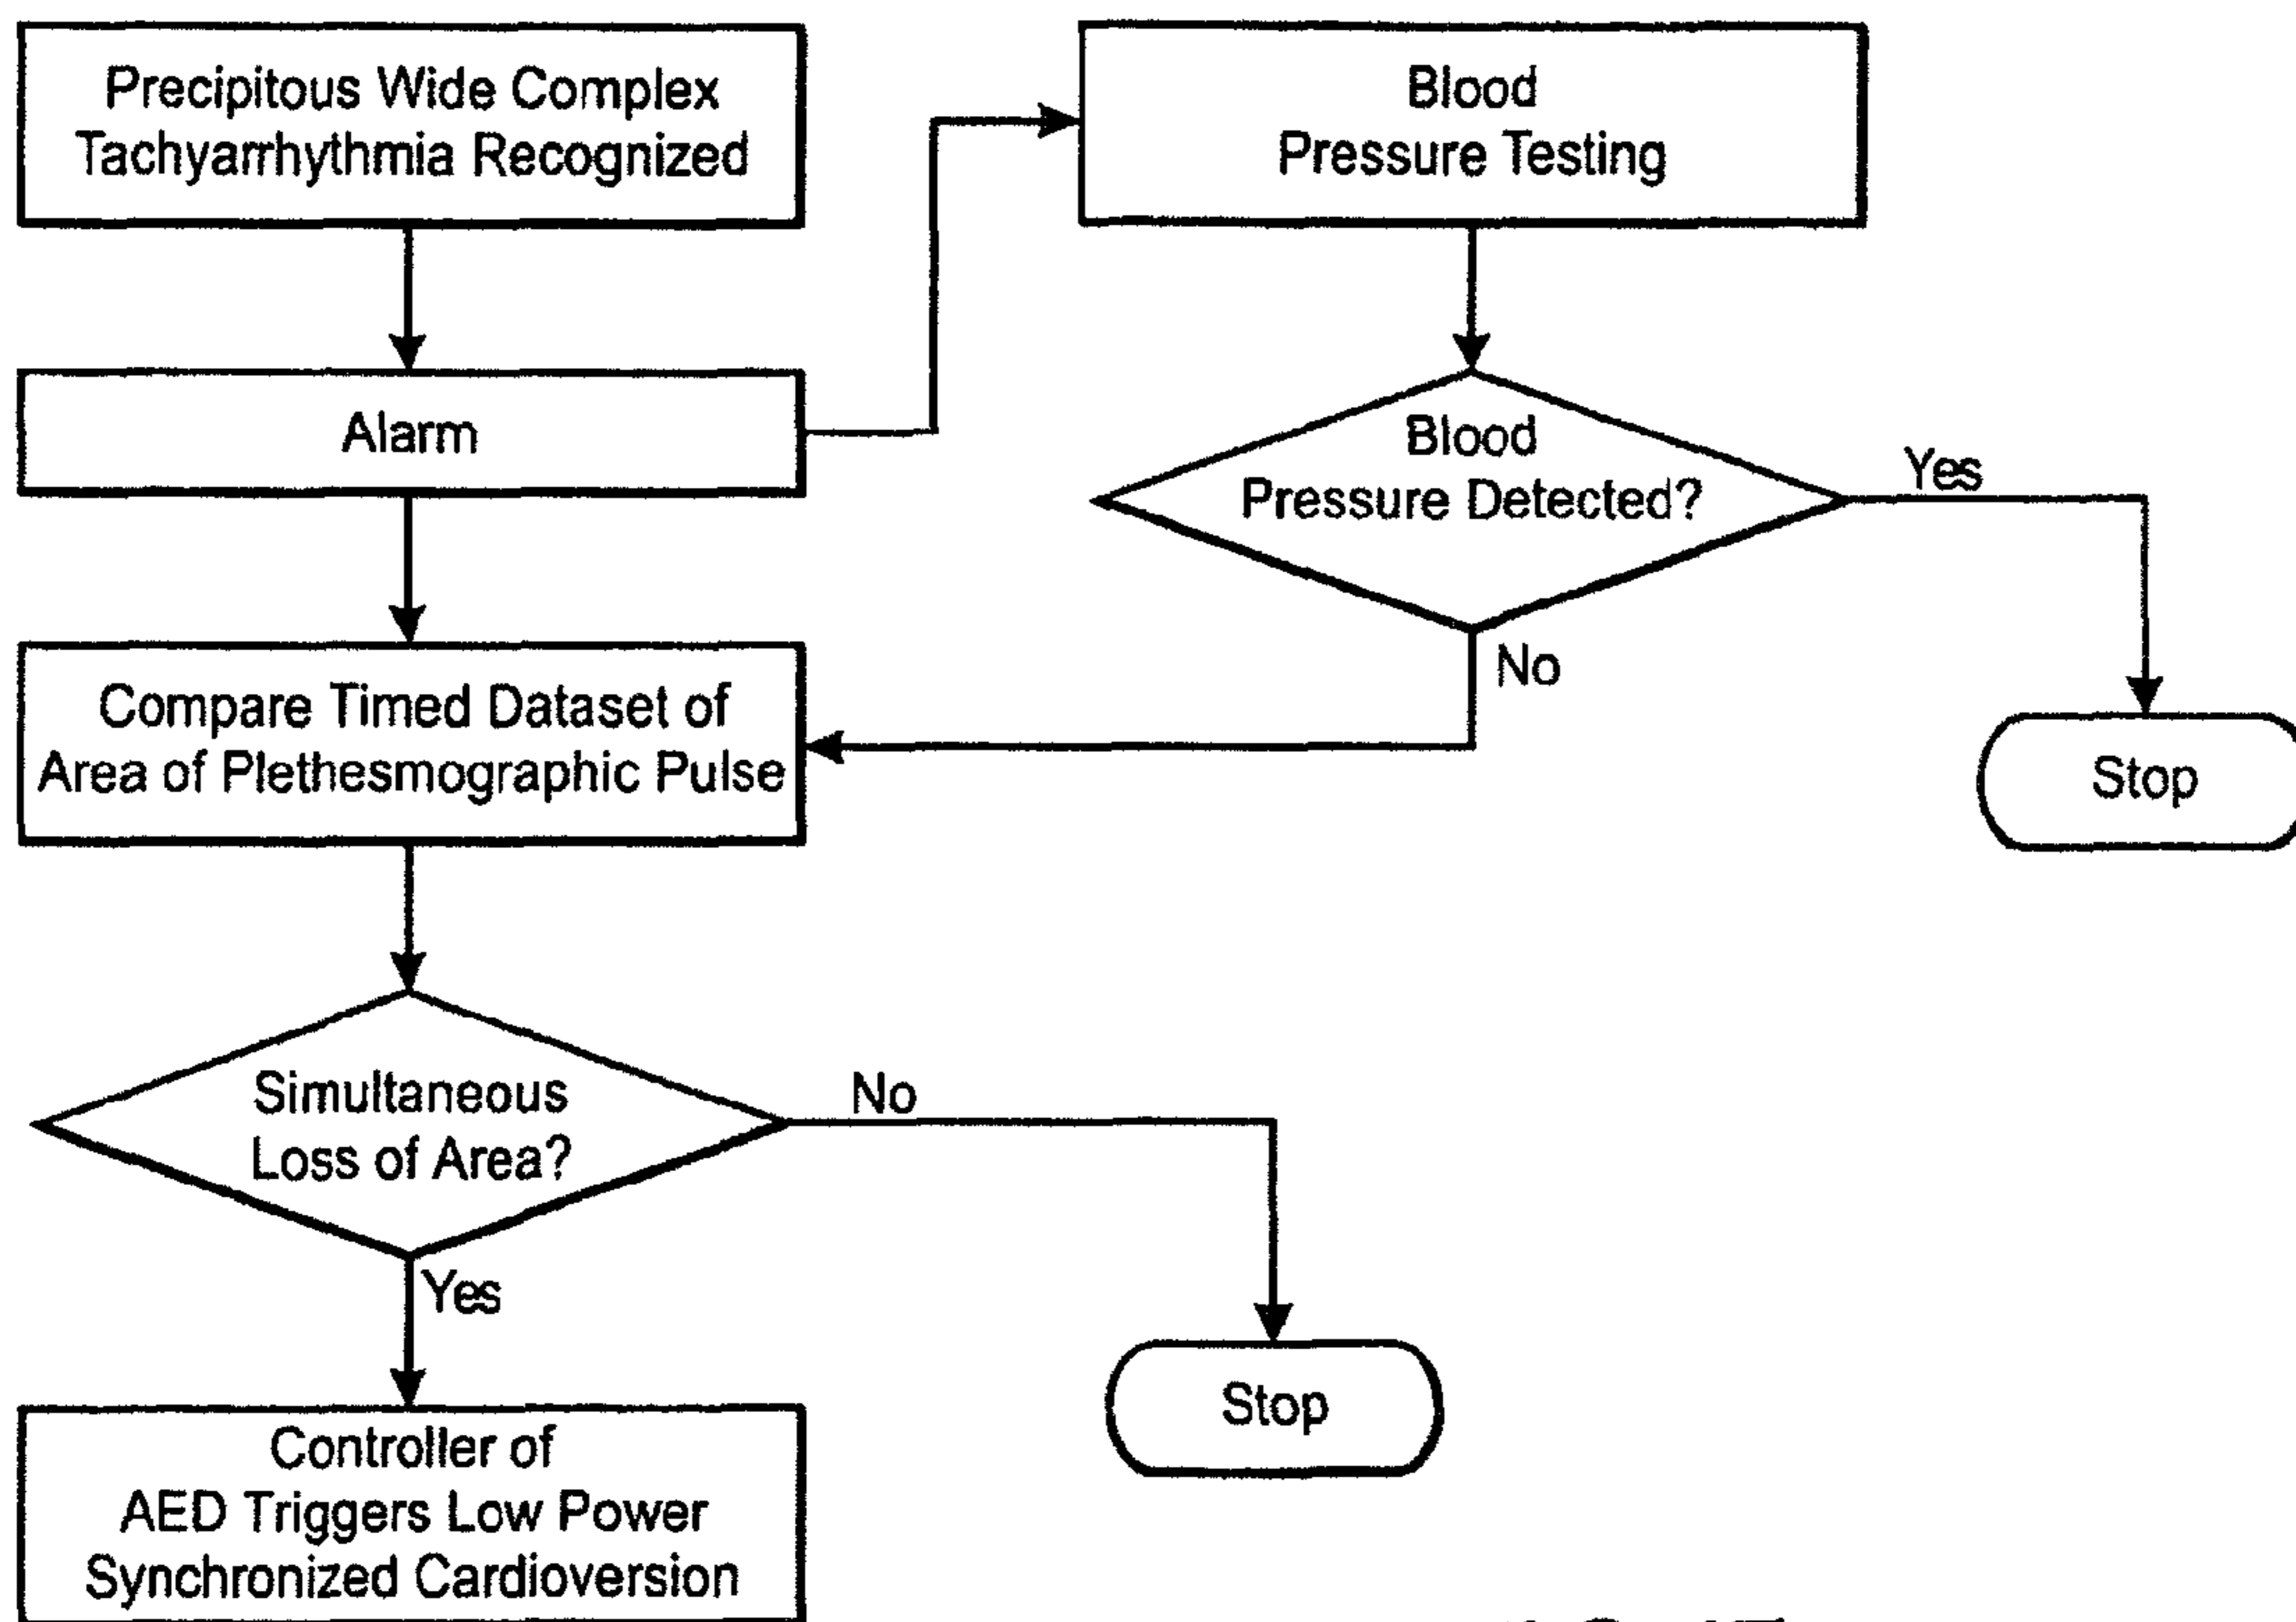 Precipitous Wide Complex
Tachyarrhythmia Recognized
Blood
Pressure Testing
Alarm
Blood
Pressure Detected?
Yes
No
Compare Timed Dataset of
Area of Plethesmographic Pulse
Stop
Simultaneous
Loss of Area?
No
Yes
Stop
Controller of
AED Triggers Low Power
Synchronized Cardioversion